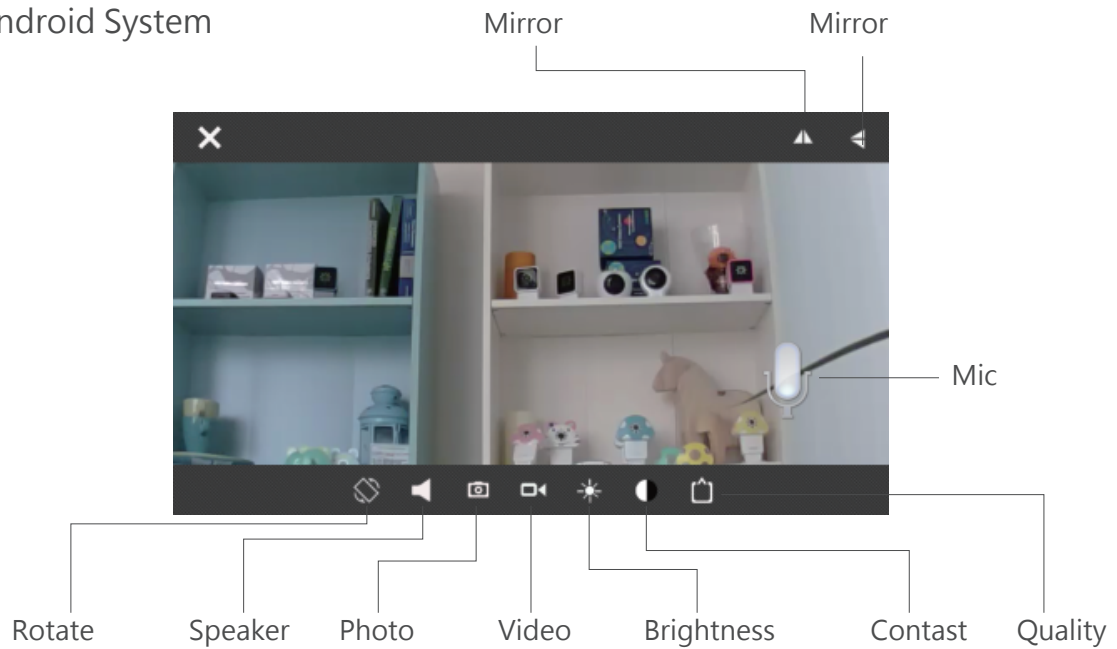 ndroid System
Mirror
Mirror
Mic
Rotate
Speaker
Photo
Video
Brightness
Contast
Quality